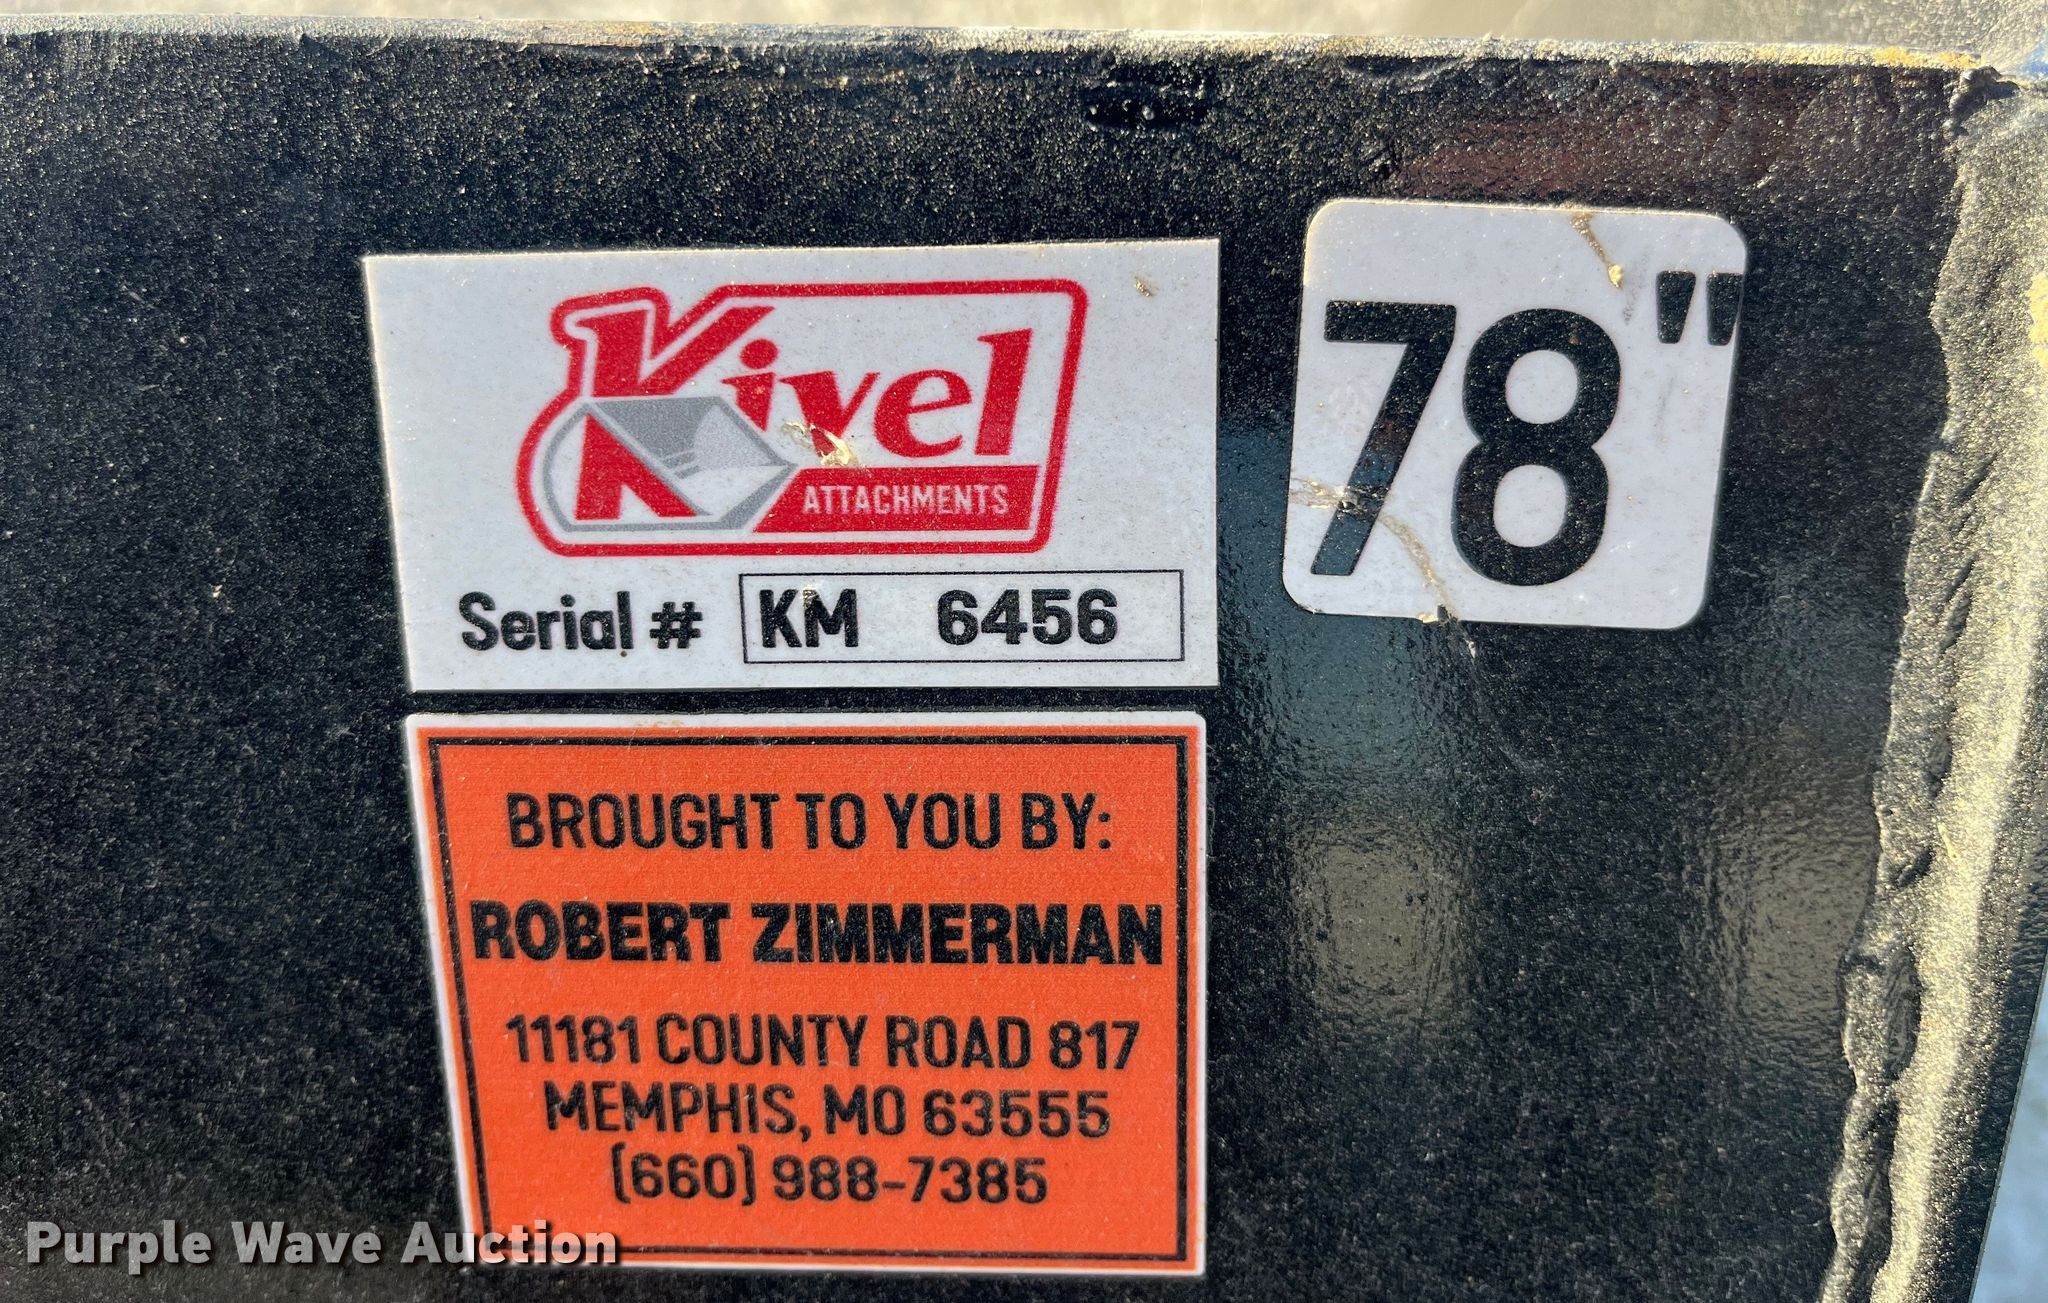 Kivel
ATTACHMENTS
Serial # KM 6456
78"
BROUGHT TO YOU BY:
ROBERT ZIMMERMAN
11181 COUNTY ROAD 817
MEMPHIS, MO 63555
(660) 988-7385
Purple Wave Auction